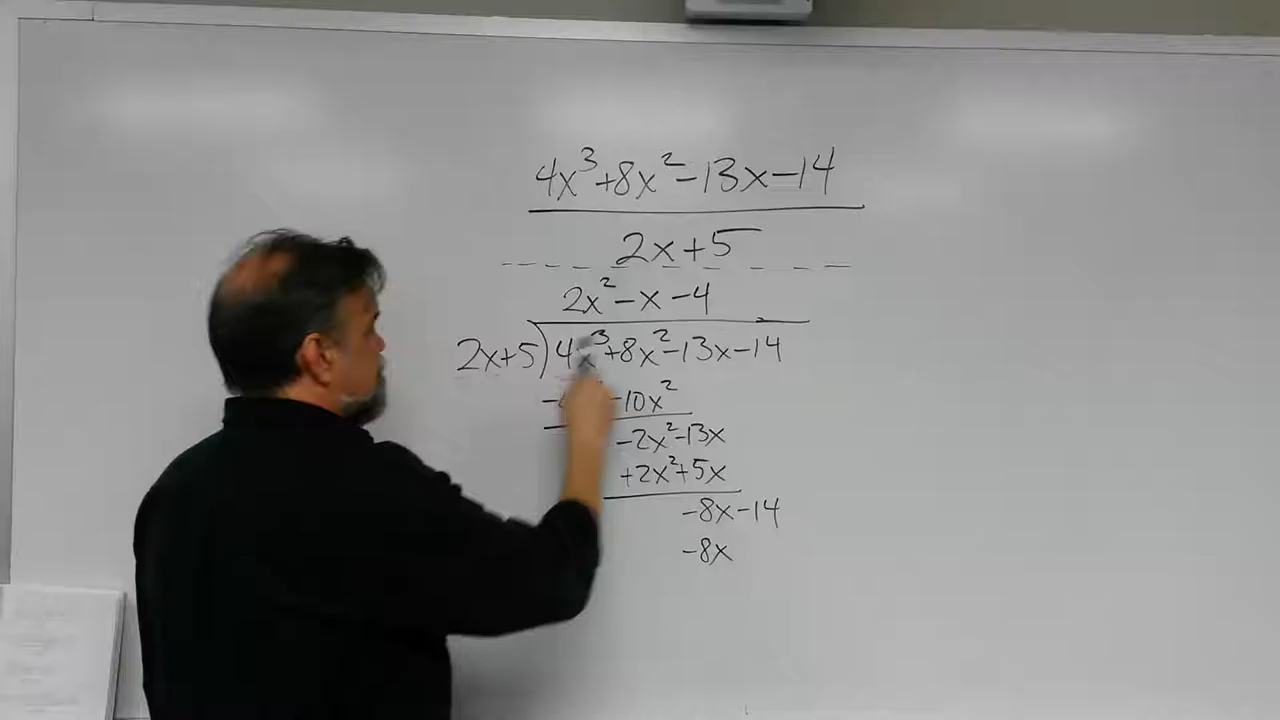 4x³+8x²-13x-14
2x+5
2x²-x-4
2x+5)4x³+8x²-13x-14
-10x²
-2x²-13x
+2x²+5x
-8x-14
-8x